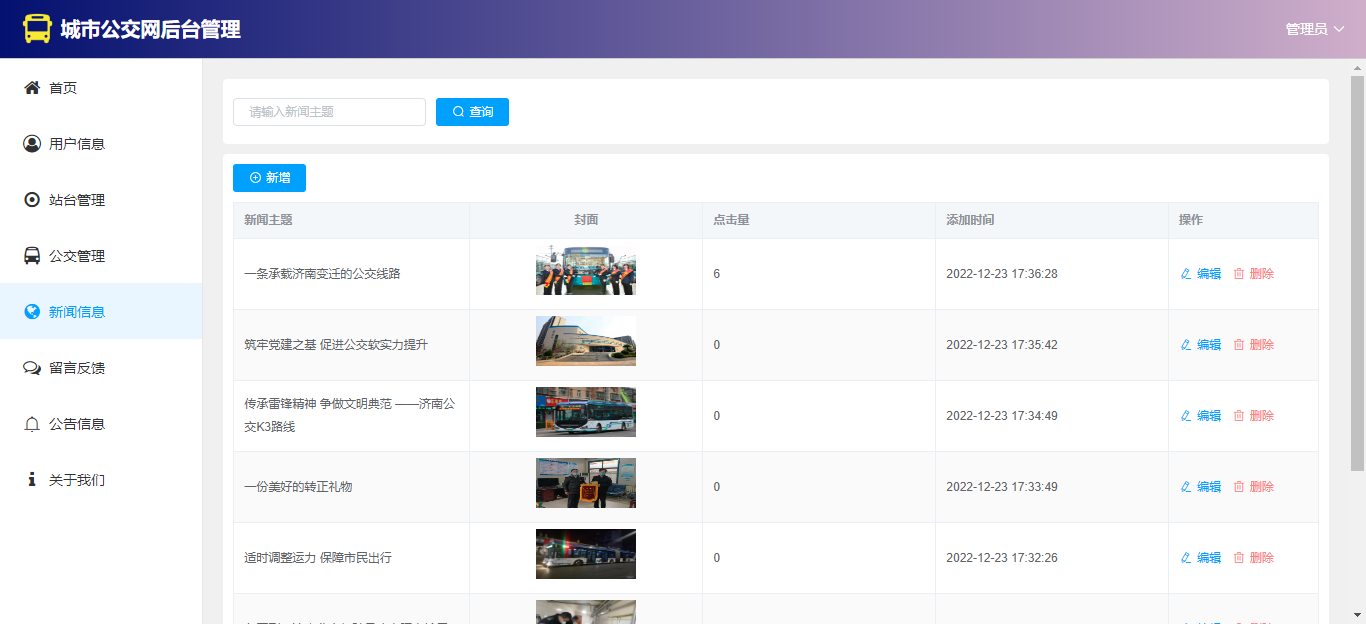 城市公交网后台管理
管理员
首页
用户信息
站台管理
公交管理
新闻信息
留言反馈
公告信息
关于我们
请输入新闻主题
查询
新增
新闻主题 封面 点击量 添加时间 操作
一条承载济南变迁的公交线路 6 2022-12-23 17:36:28 编辑 删除
筑牢党建之基 促进公交软实力提升 0 2022-12-23 17:35:42 编辑 删除
传承雷锋精神 争做文明典范 ——济南公
交K3路线 0 2022-12-23 17:34:49 编辑 删除
一份美好的转正礼物 0 2022-12-23 17:33:49 编辑 删除
适时调整运力 保障市民出行 0 2022-12-23 17:32:26 编辑 删除